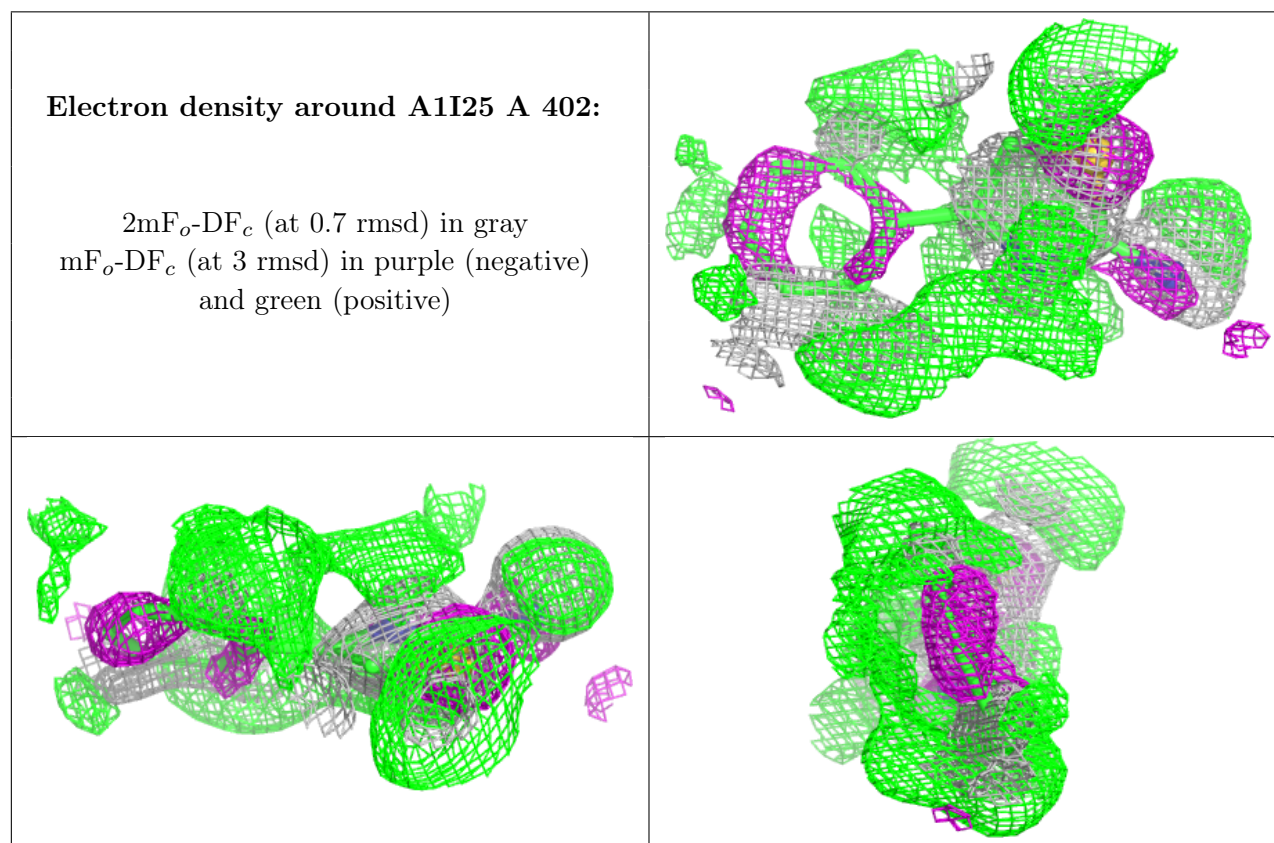 Electron density around A1I25 A 402:
2mFo-DFc (at 0.7 rmsd) in gray
mFo-DFc (at 3 rmsd) in purple (negative)
and green (positive)